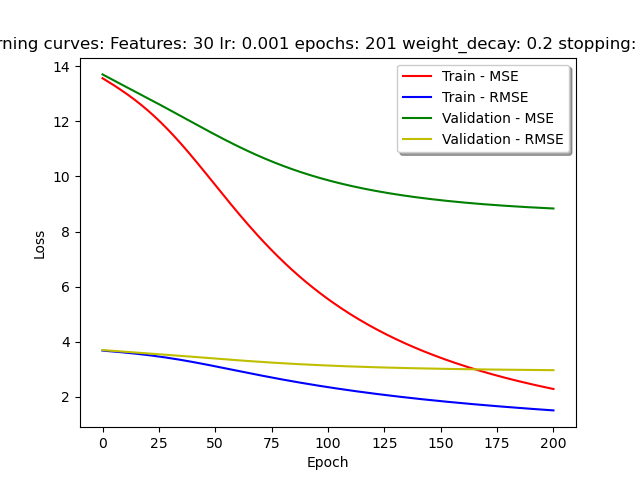 rning curves: Features: 30 lr: 0.001 epochs: 201 weight_decay: 0.2 stopping:
14
12
10
8
6
4
2
Loss
Train - MSE
Train - RMSE
Validation - MSE
Validation - RMSE
0 25 50 75 100 125 150 175 200
Epoch